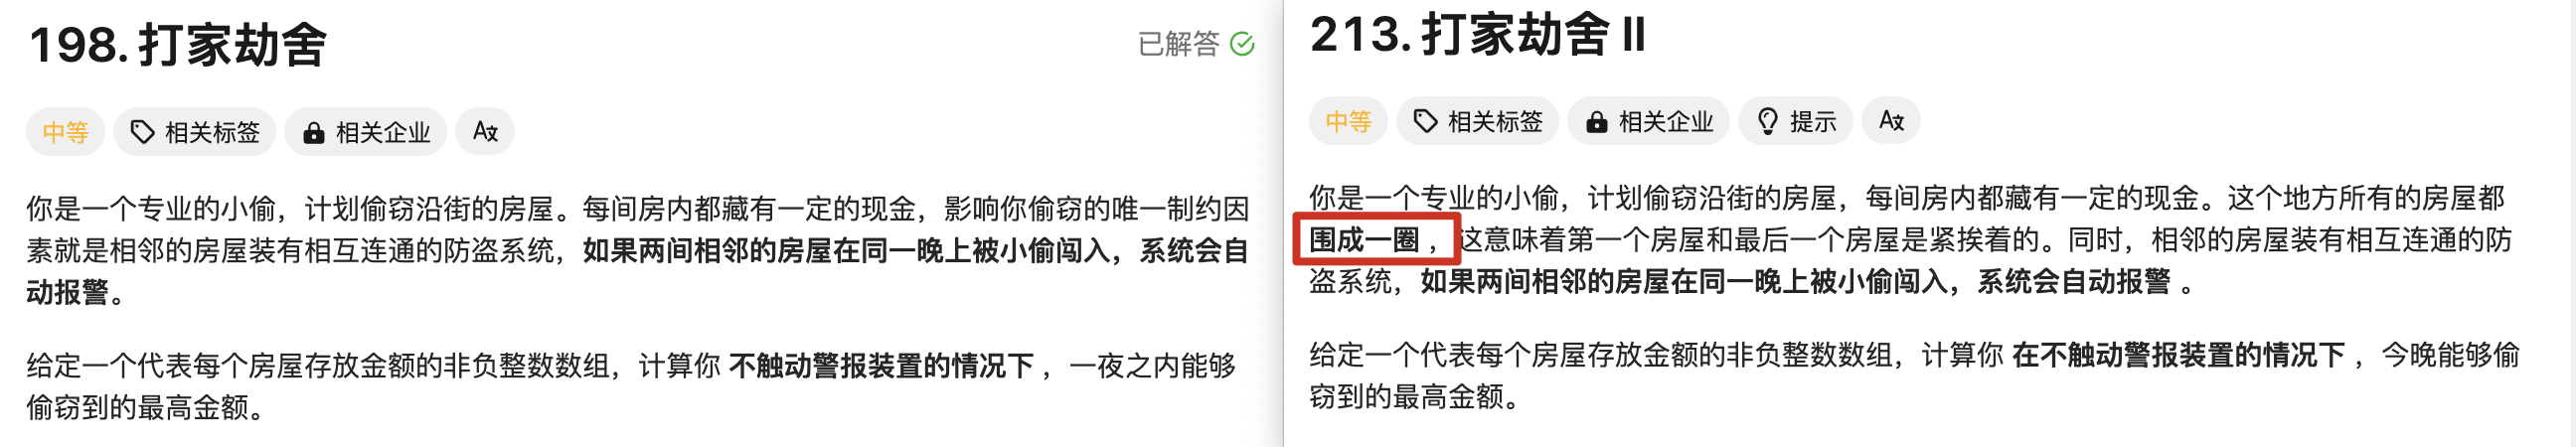 198. 打家劫舍
已解答
中等
相关标签
相关企业
你是一个专业的小偷，计划偷窃沿街的房屋。每间房内都藏有一定的现金，影响你偷窃的唯一制约因
素就是相邻的房屋装有相互连通的防盗系统，如果两间相邻的房屋在同一晚上被小偷闯入，系统会自
动报警。
给定一个代表每个房屋存放金额的非负整数数组，计算你 不触动警报装置的情况下 ，一夜之内能够
偷窃到的最高金额。
213. 打家劫舍 II
中等
相关标签
相关企业
提示
你是一个专业的小偷，计划偷窃沿街的房屋，每间房内都藏有一定的现金。这个地方所有的房屋都
围成一圈 ，这意味着第一个房屋和最后一个房屋是紧挨着的。同时，相邻的房屋装有相互连通的防
盗系统，如果两间相邻的房屋在同一晚上被小偷闯入，系统会自动报警 。
给定一个代表每个房屋存放金额的非负整数数组，计算你 在不触动警报装置的情况下 ，今晚能够偷
窃到的最高金额。